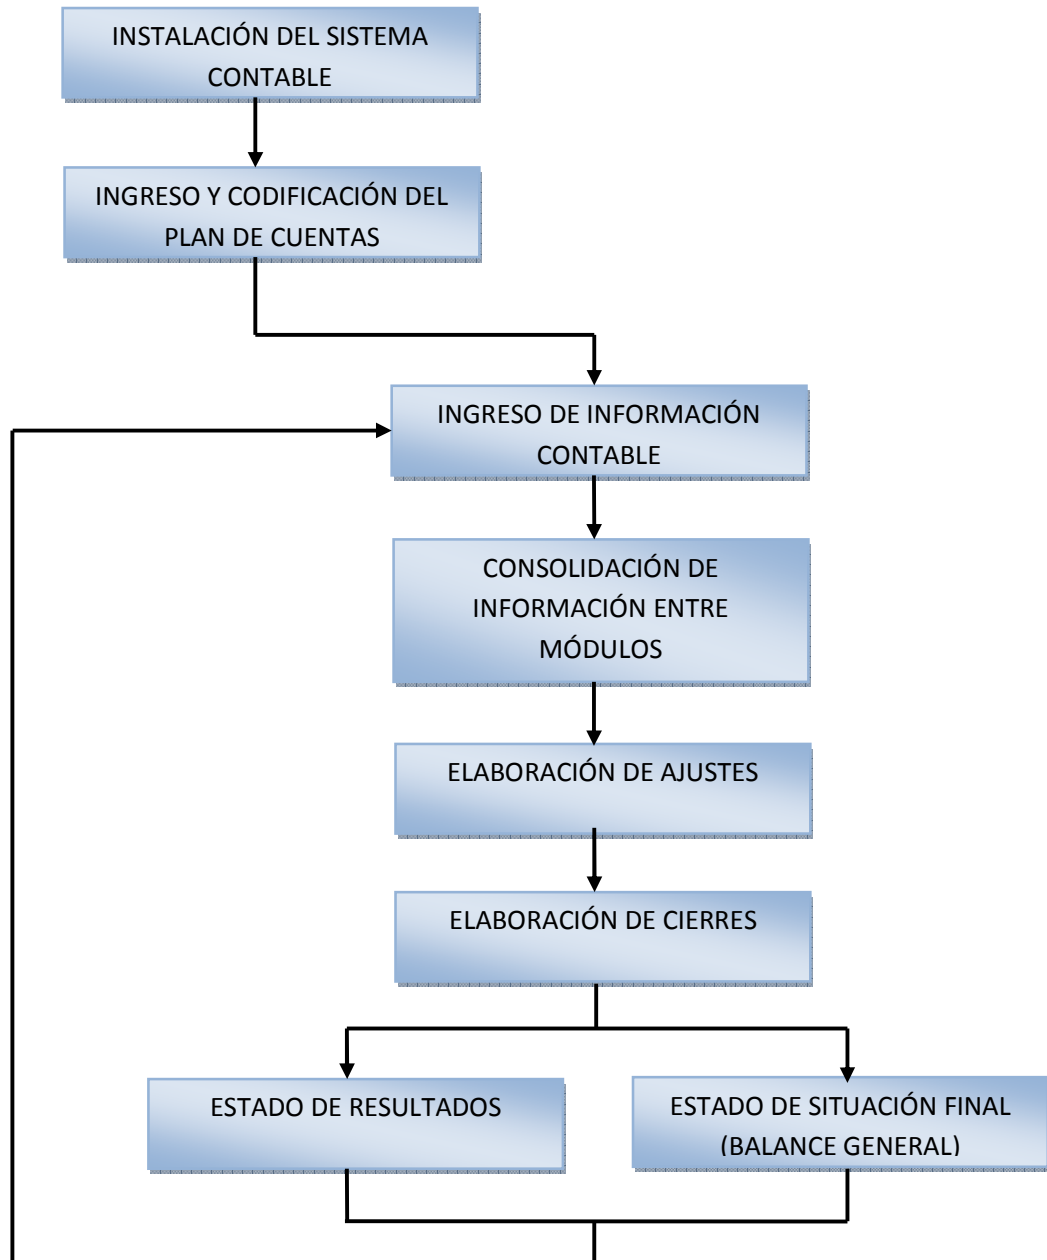 INSTALACIÓN DEL SISTEMA
CONTABLE
INGRESO Y CODIFICACIÓN DEL
PLAN DE CUENTAS
INGRESO DE INFORMACIÓN
CONTABLE
CONSOLIDACIÓN DE
INFORMACIÓN ENTRE
MÓDULOS
ELABORACIÓN DE AJUSTES
ELABORACIÓN DE CIERRES
ESTADO DE RESULTADOS
ESTADO DE SITUACIÓN FINAL
(BALANCE GENERAL)